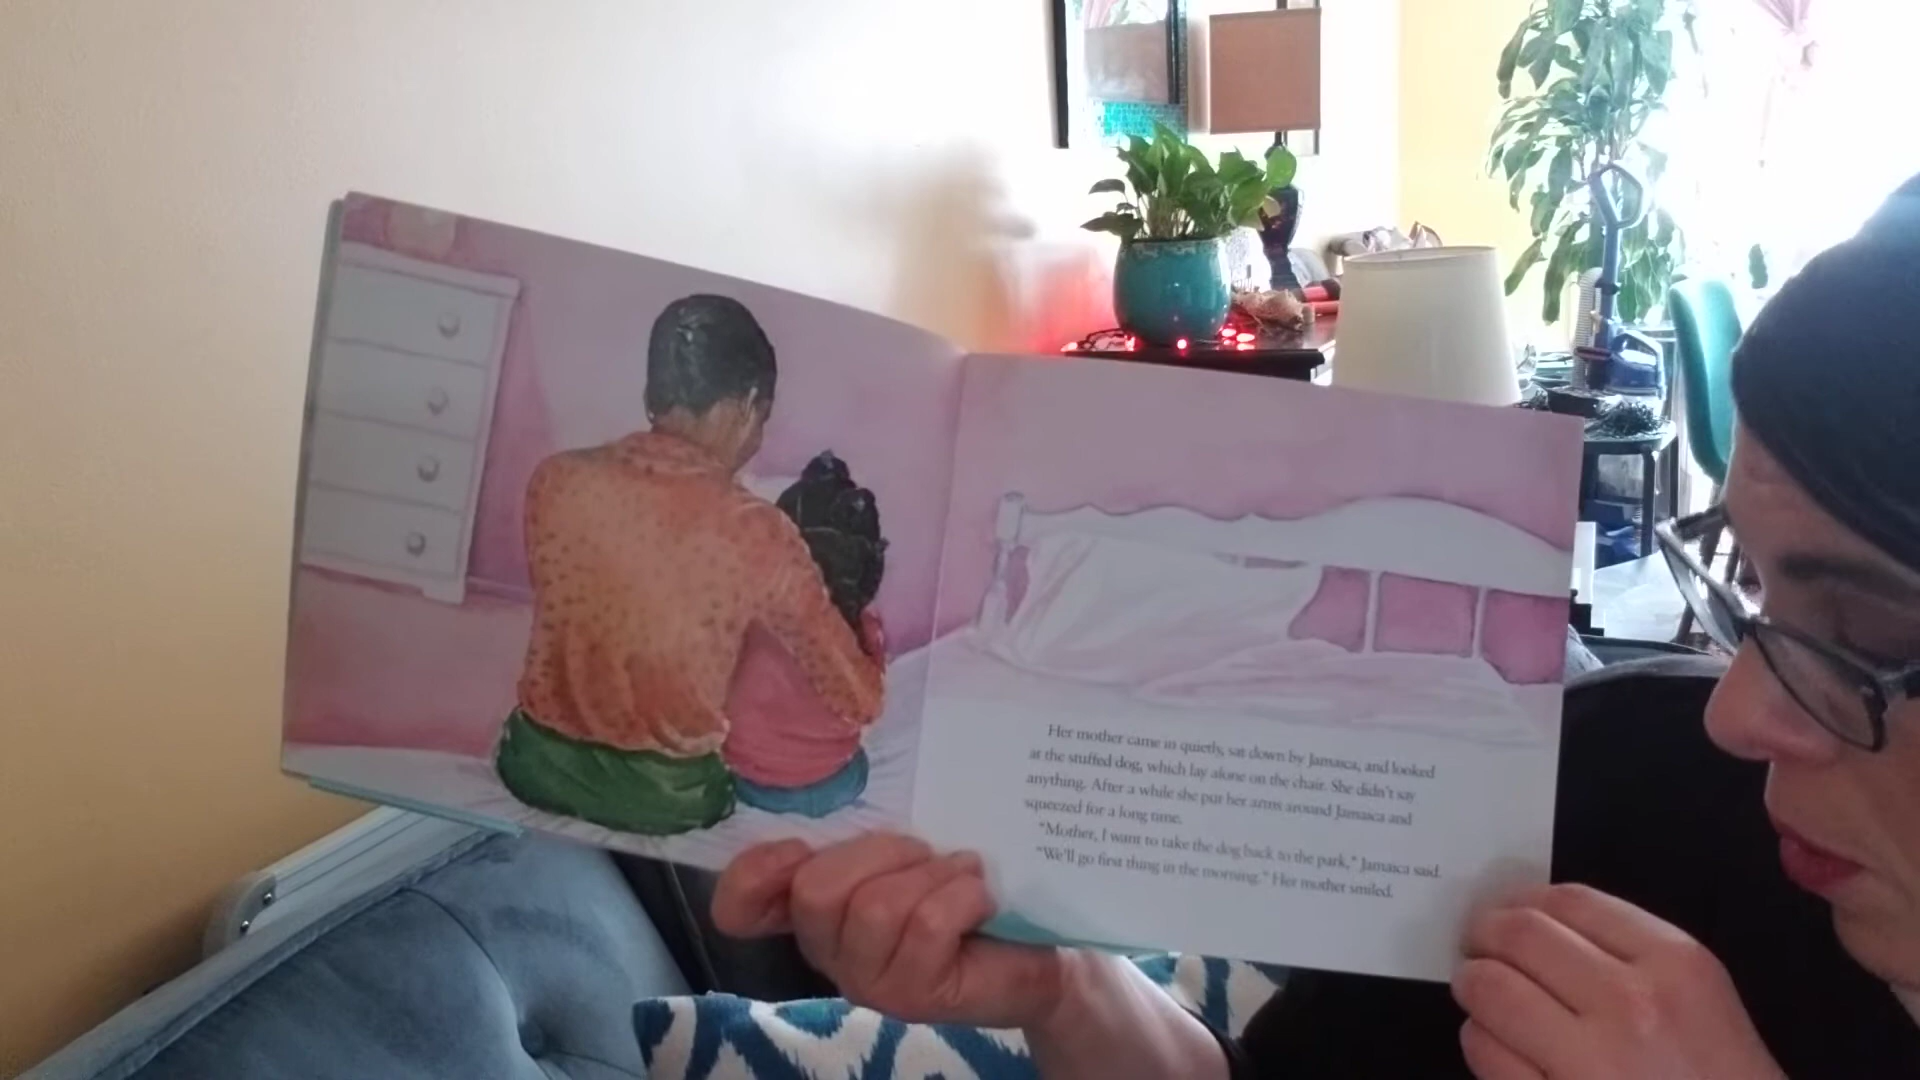 Her mother came in quietly, sat down by Jamaica, and looked
at the stuffed dog, which lay alone on the chair. She didn't say
anything. After a while she put her arms around Jamaica and
squeezed for a long time.
"Mother, I want to take the dog back to the park," Jamaica said.
"We'll go first thing in the morning." Her mother smiled.